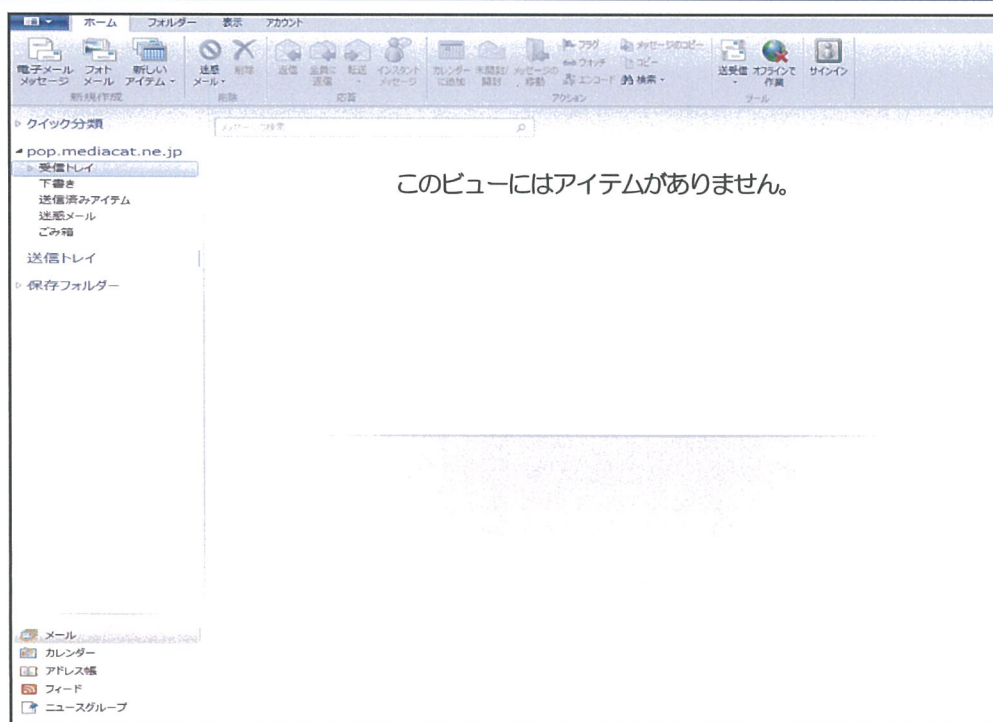 ホーム フォルダー 表示 アカウント
電子メール メッセージ
フォト メール
新しい アイテム
迷惑 メール
削除
返信
全員に 返信
転送
インスタント メッセージ
カレンダー に追加
未開封/ 開封
メッセージの 移動
フラグ
ウォッチ
エンコード
メッセージのコピー
コピー
検索
送受信
オフラインで 作業
サインイン
新規作成 削除 応答 アクション ツール
クイック分類
メッセージの検索
pop.mediacat.ne.jp
受信トレイ
下書き
送信済みアイテム
迷惑メール
ごみ箱
送信トレイ
保存フォルダー
このビューにはアイテムがありません。
メール
カレンダー
アドレス帳
フィード
ニュースグループ